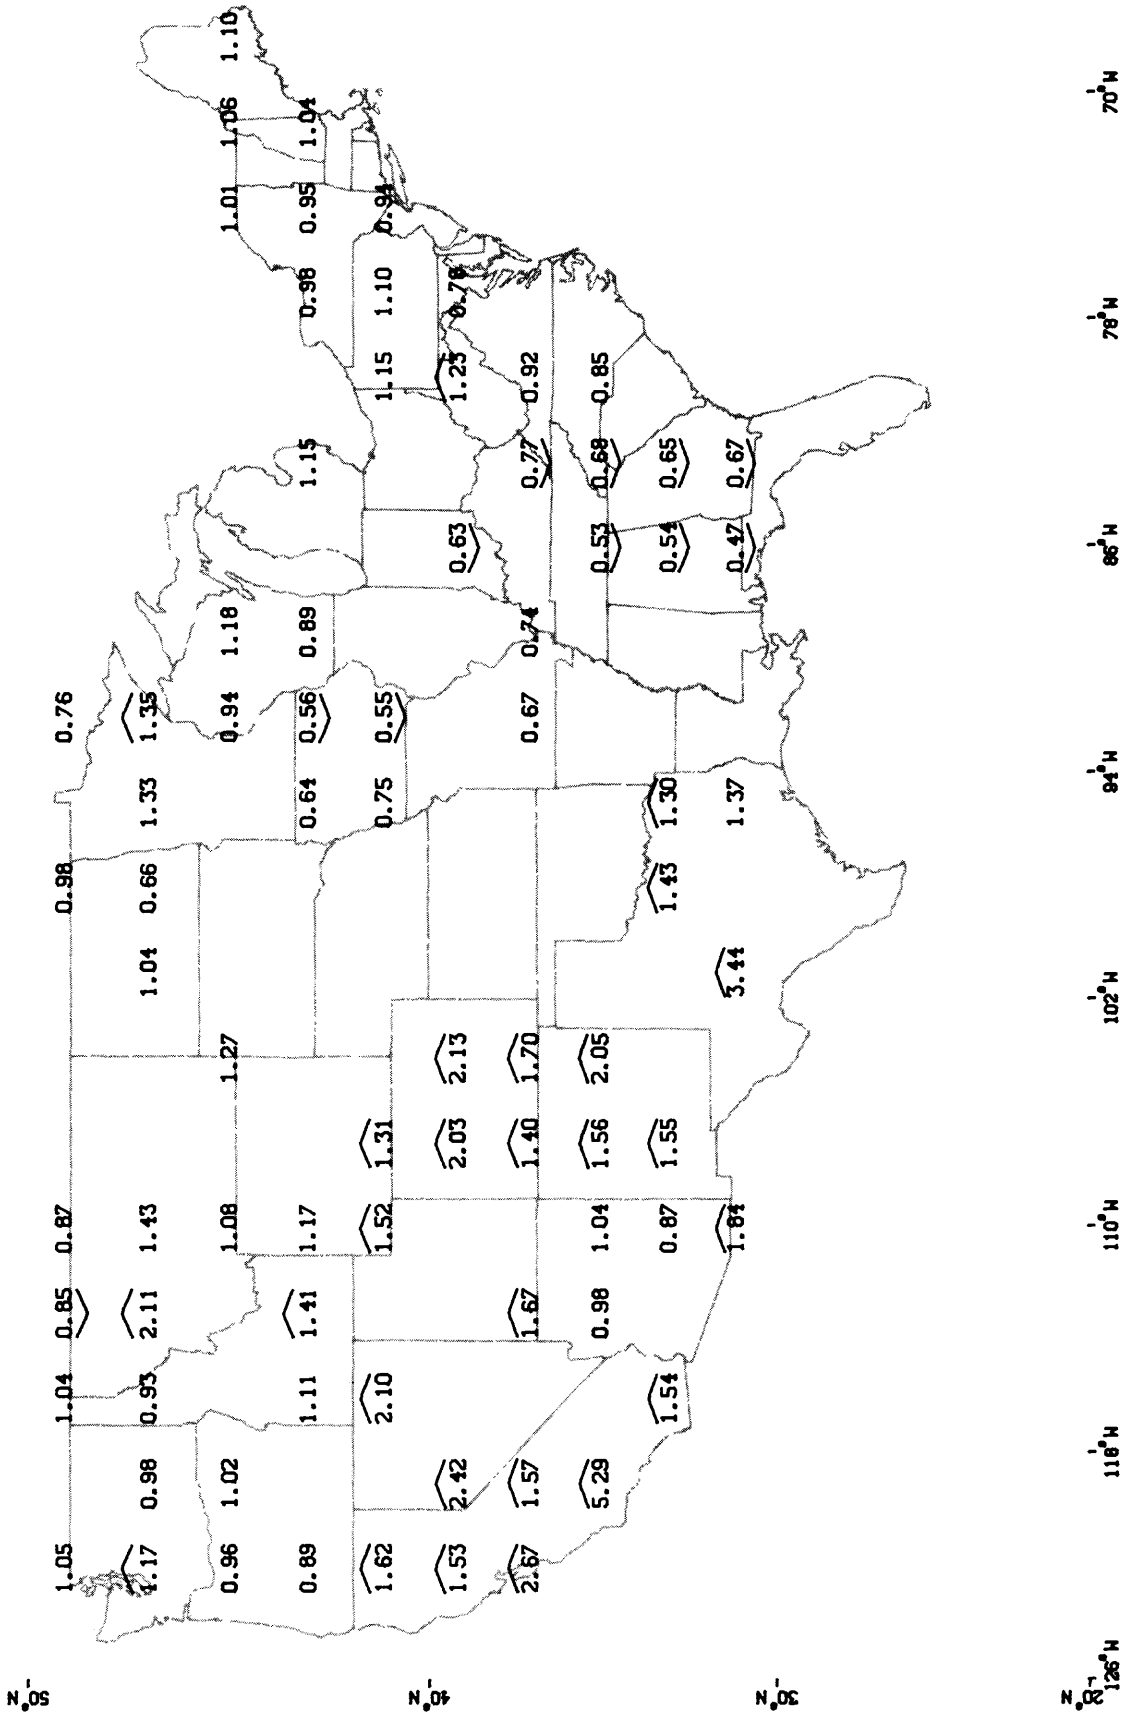 50°N
1.05 1.04 0.85 0.87 0.98 0.76
1.17 0.98 0.93 2.11 1.43 1.04 0.66 1.33 1.35
0.96 1.02 1.08 1.27 0.94 1.18 1.01 1.06 1.10
0.89 1.11 1.41 1.17 0.64 0.56 0.89 1.15 0.98 0.95 1.04
1.62 2.10 1.52 1.31 0.75 0.55 1.15 1.10 0.94
40°N
1.53 2.42 2.03 2.13 0.63 1.23 0.78
2.67 1.57 1.67 1.40 1.70 0.67 0.74 0.77 0.92
5.29 0.98 1.04 1.56 2.05 0.53 0.68 0.85
1.54 0.87 1.55 1.43 1.30 0.54 0.65
1.84 3.44 1.37 0.47 0.67
30°N
20°N
126°W 118°W 110°W 102°W 94°W 86°W 78°W 70°W